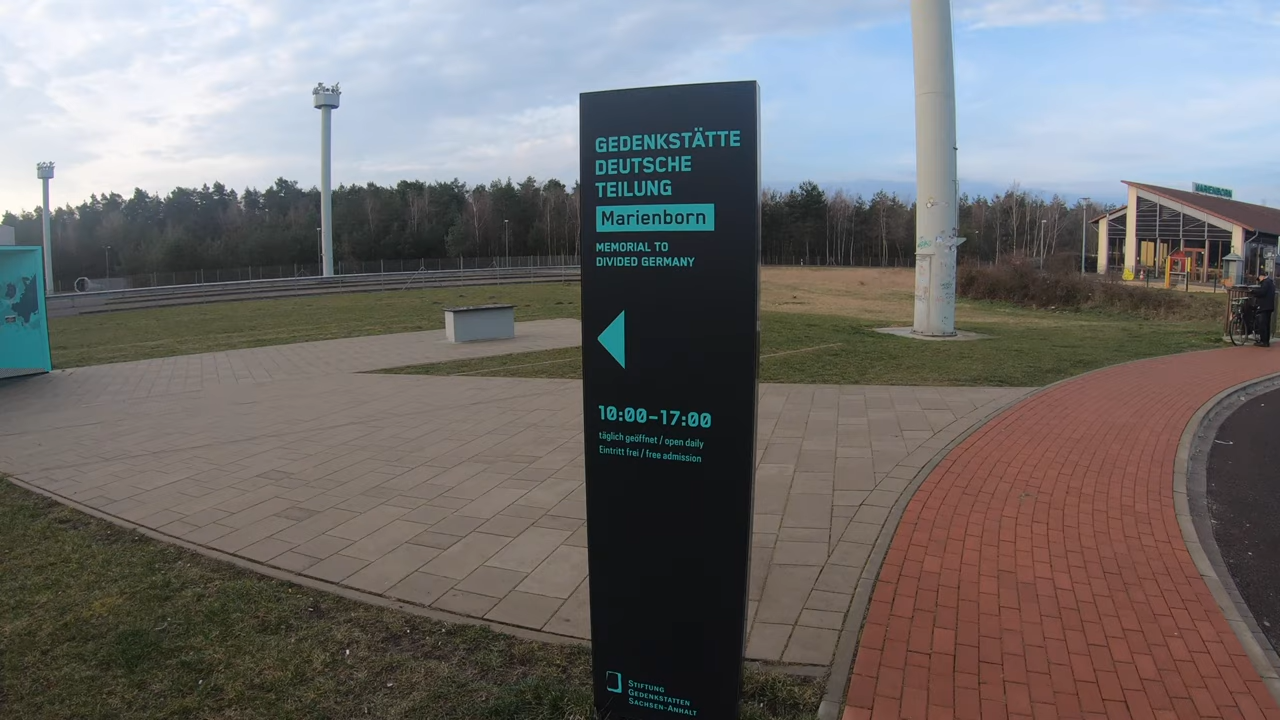 GEDENKSTÄTTE
DEUTSCHE
TEILUNG
Marienborn
MEMORIAL TO
DIVIDED GERMANY
10:00–17:00
täglich geöffnet / open daily
Eintritt frei / free admission
STIFTUNG
GEDENKSTÄTTEN
SACHSEN-ANHALT
MARIENBORN